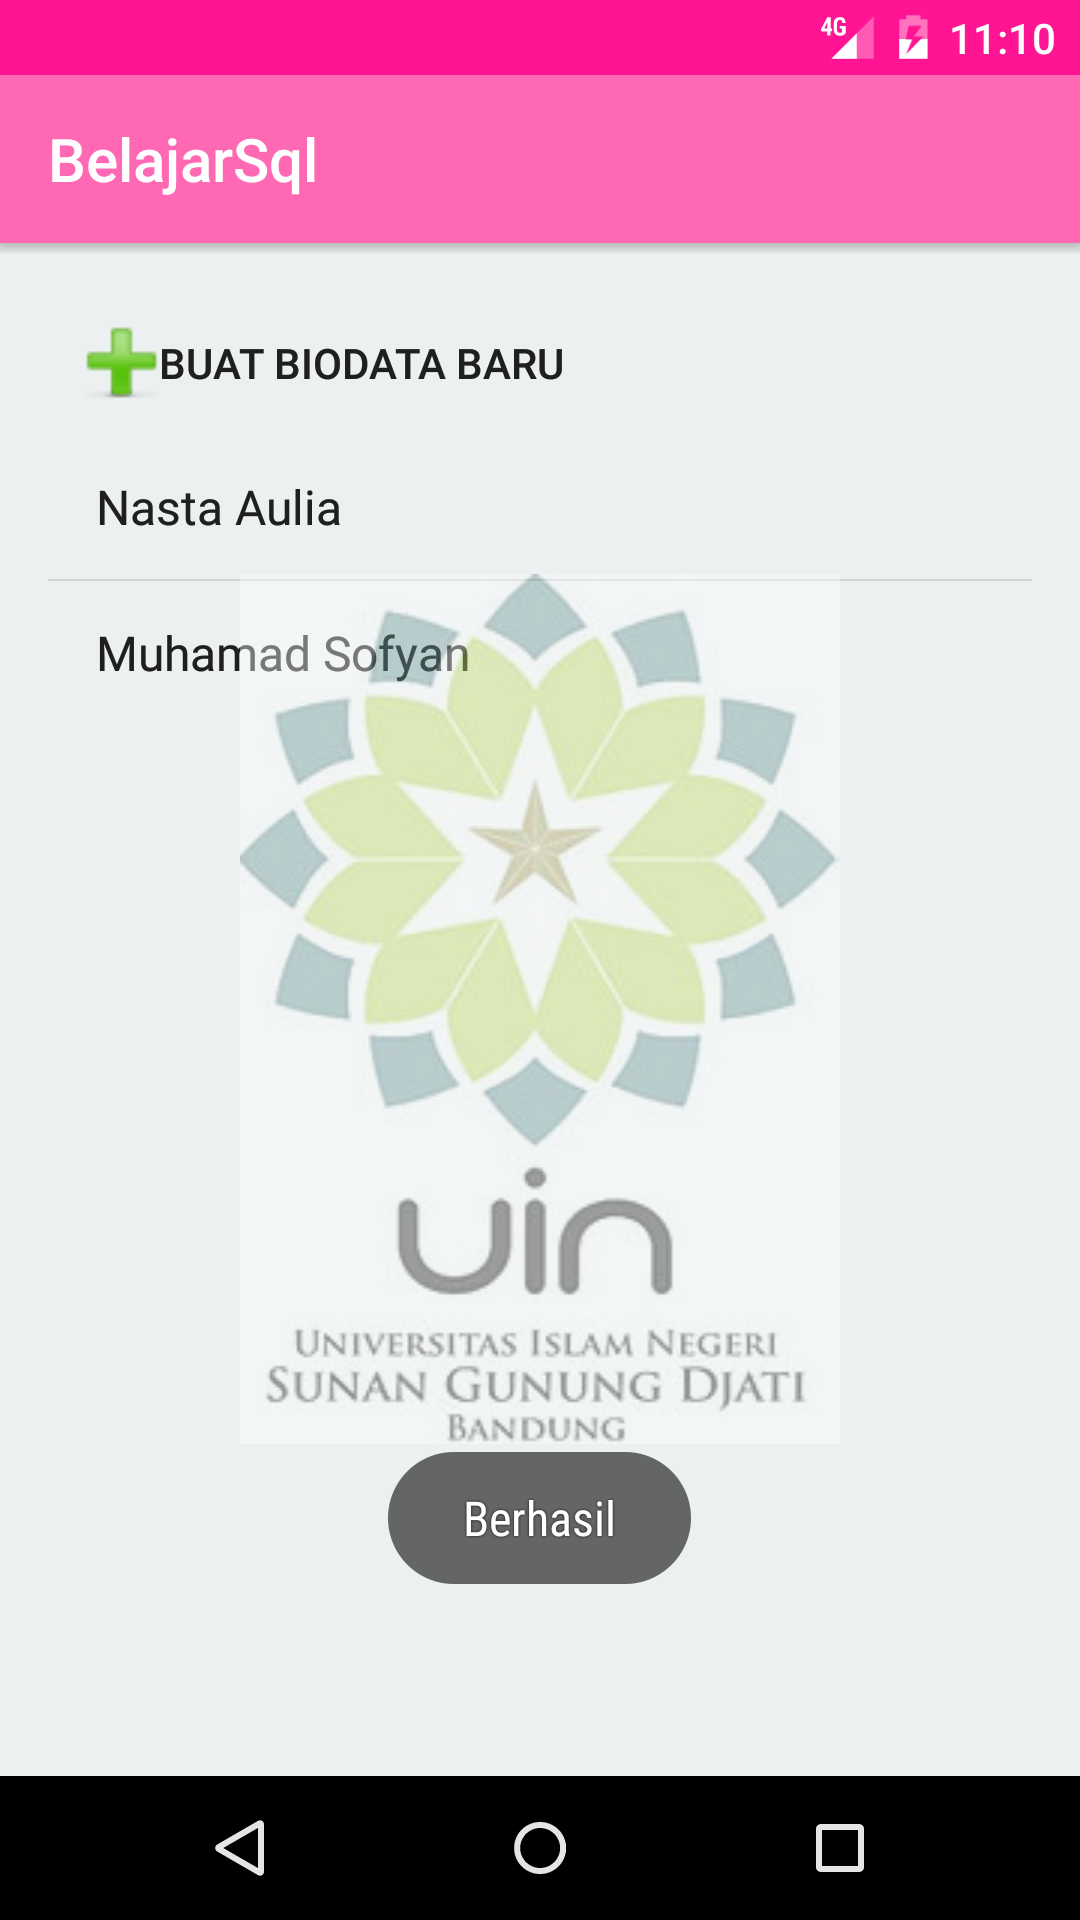 4G 11:10
BelajarSql
BUAT BIODATA BARU
Nasta Aulia
Muhamad Sofyan
uin
UNIVERSITAS ISLAM NEGERI
SUNAN GUNUNG DJATI
BANDUNG
Berhasil